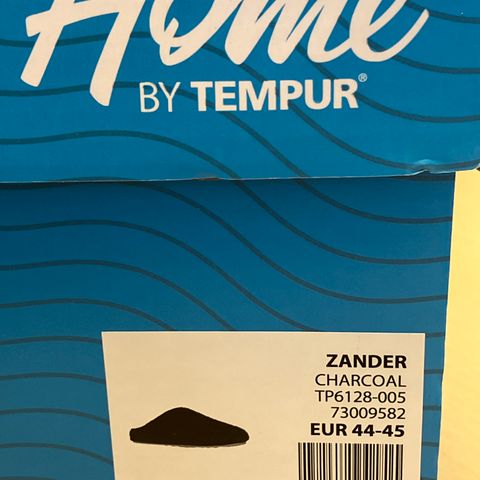 Home
BY TEMPUR®
ZANDER
CHARCOAL
TP6128-005
73009582
EUR 44-45